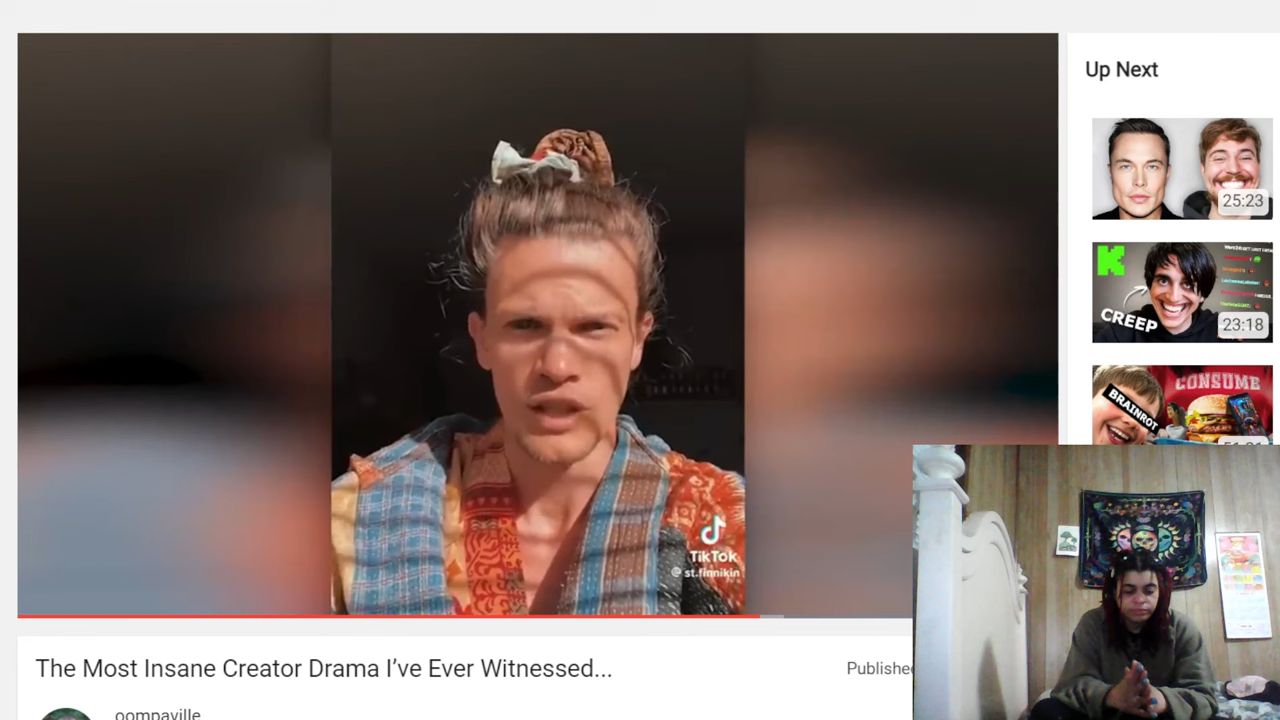 Up Next
25:23
K
CREEP
23:18
CONSUME
BRAINROT
TikTok
@ st.finnikin
The Most Insane Creator Drama I’ve Ever Witnessed...
oompaville